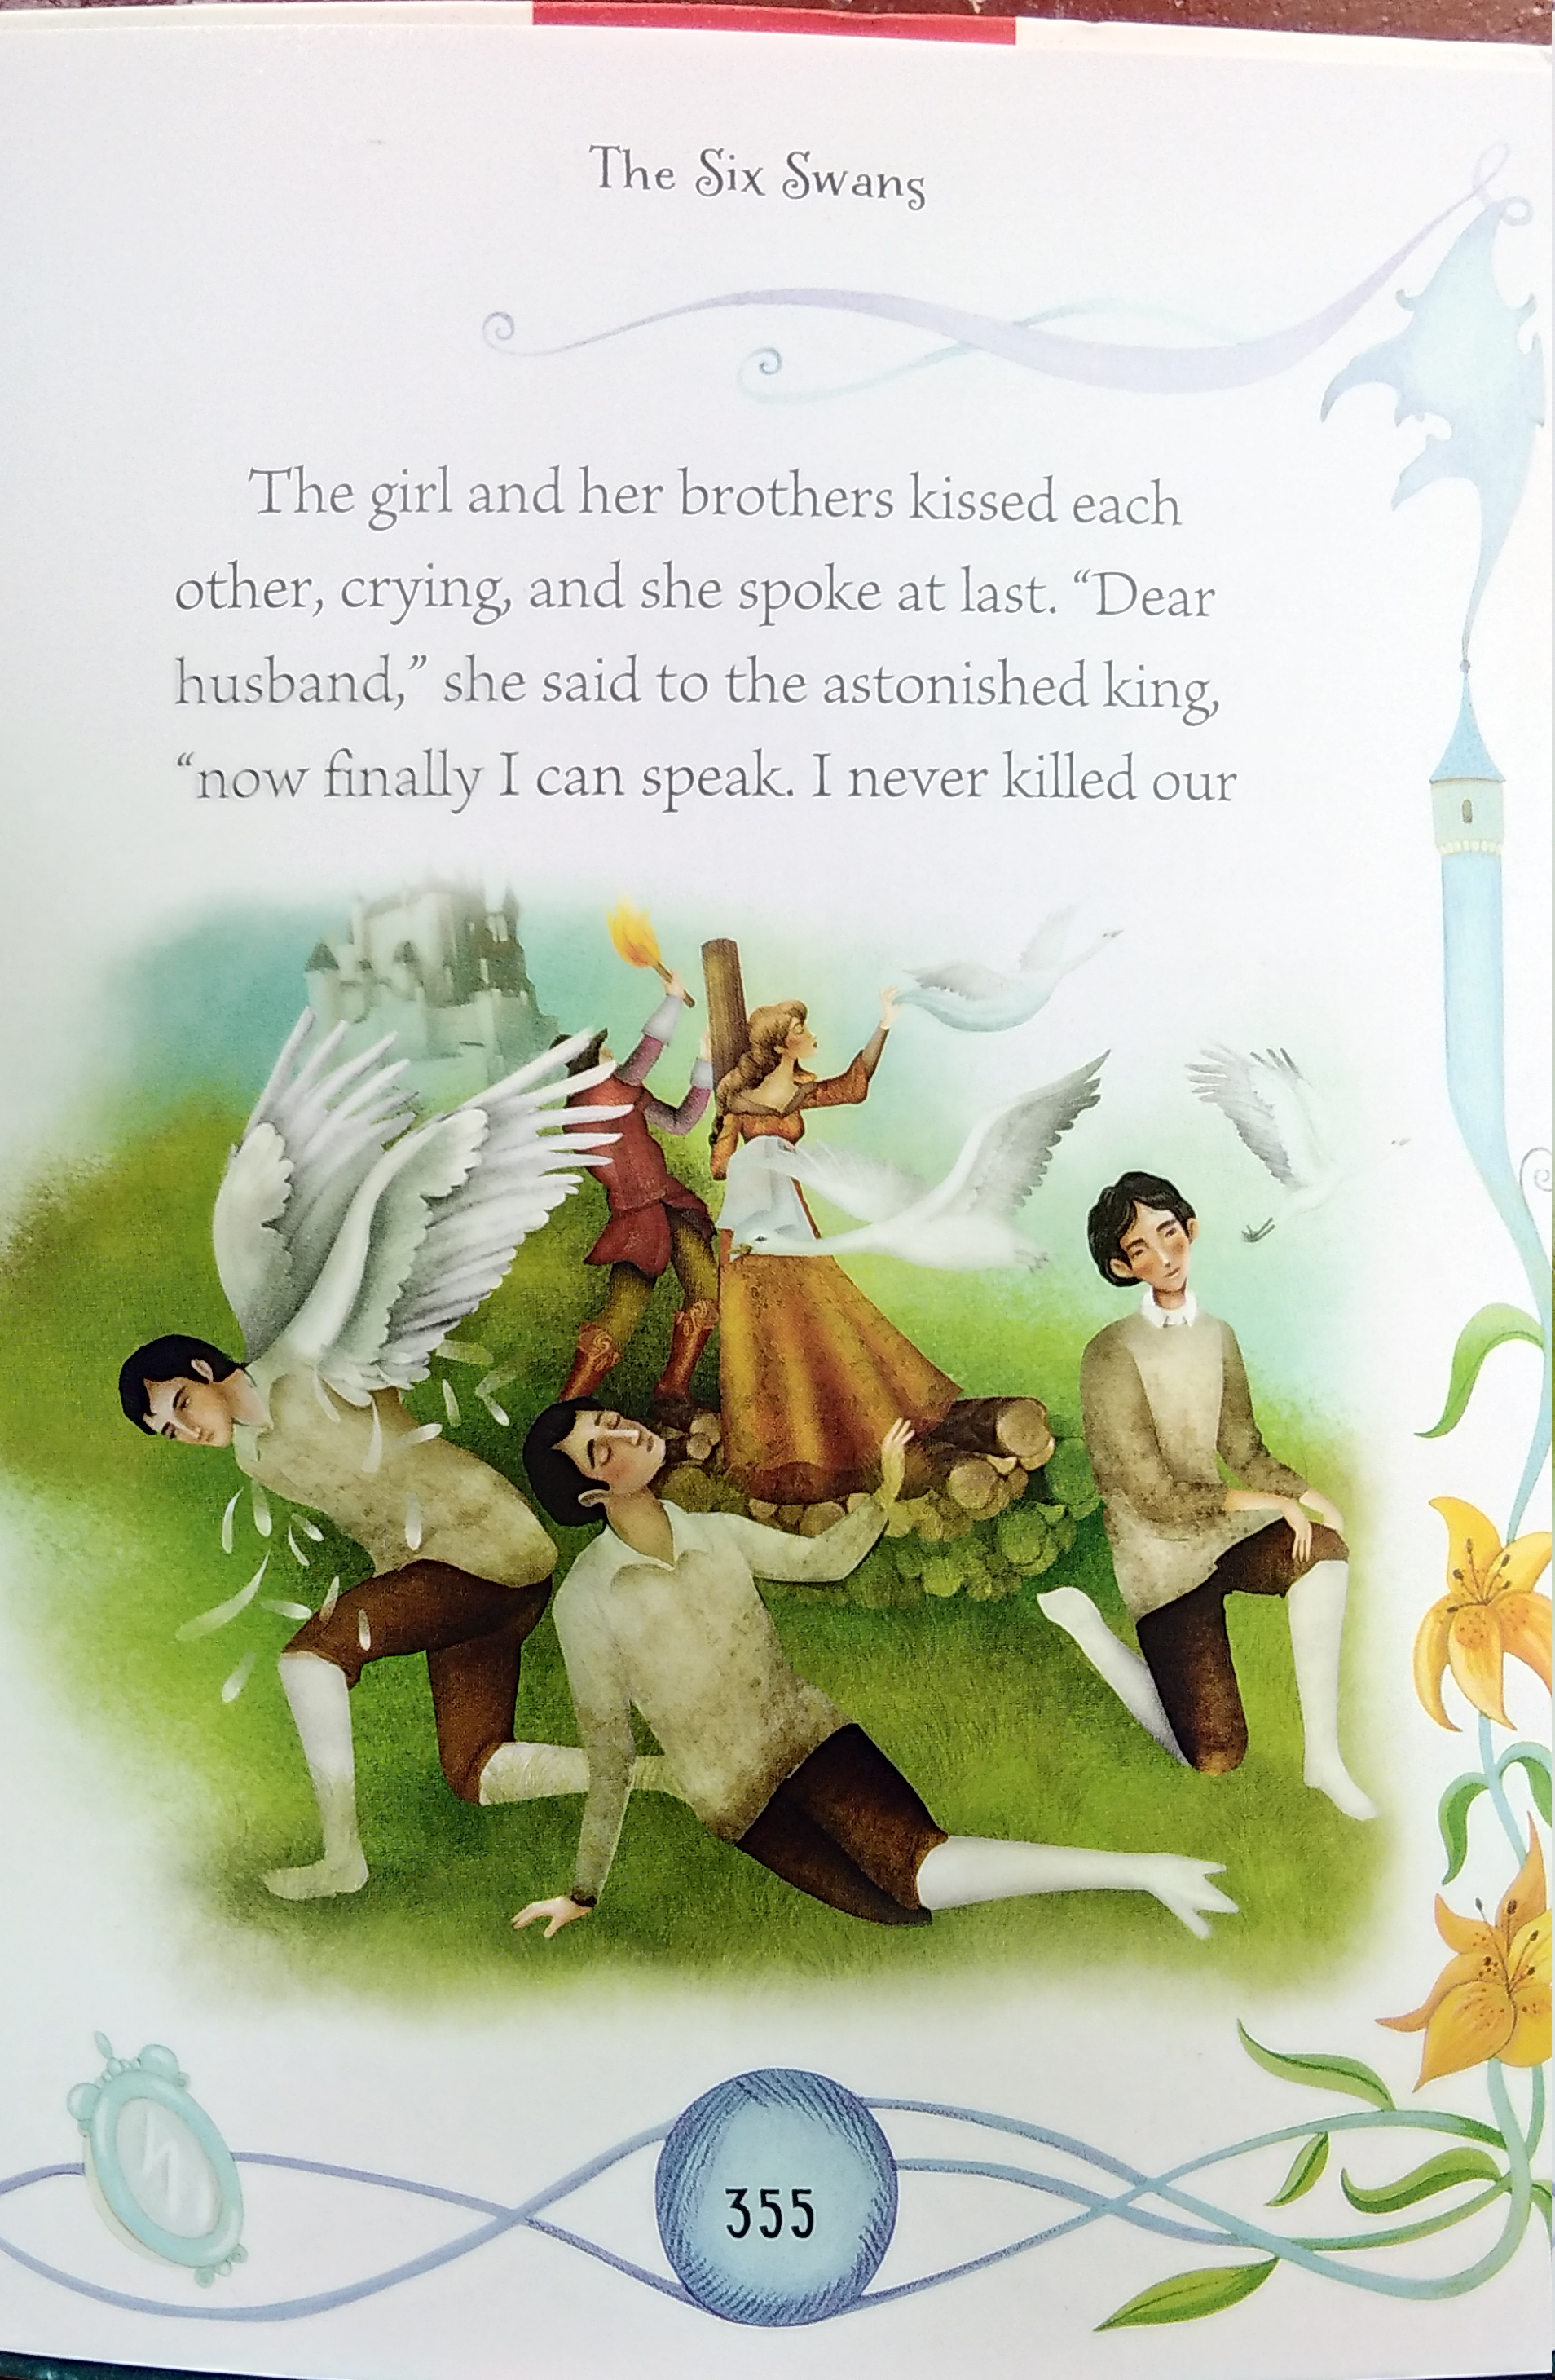 The Six Swans
The girl and her brothers kissed each
other, crying, and she spoke at last. “Dear
husband,” she said to the astonished king,
“now finally I can speak. I never killed our
355